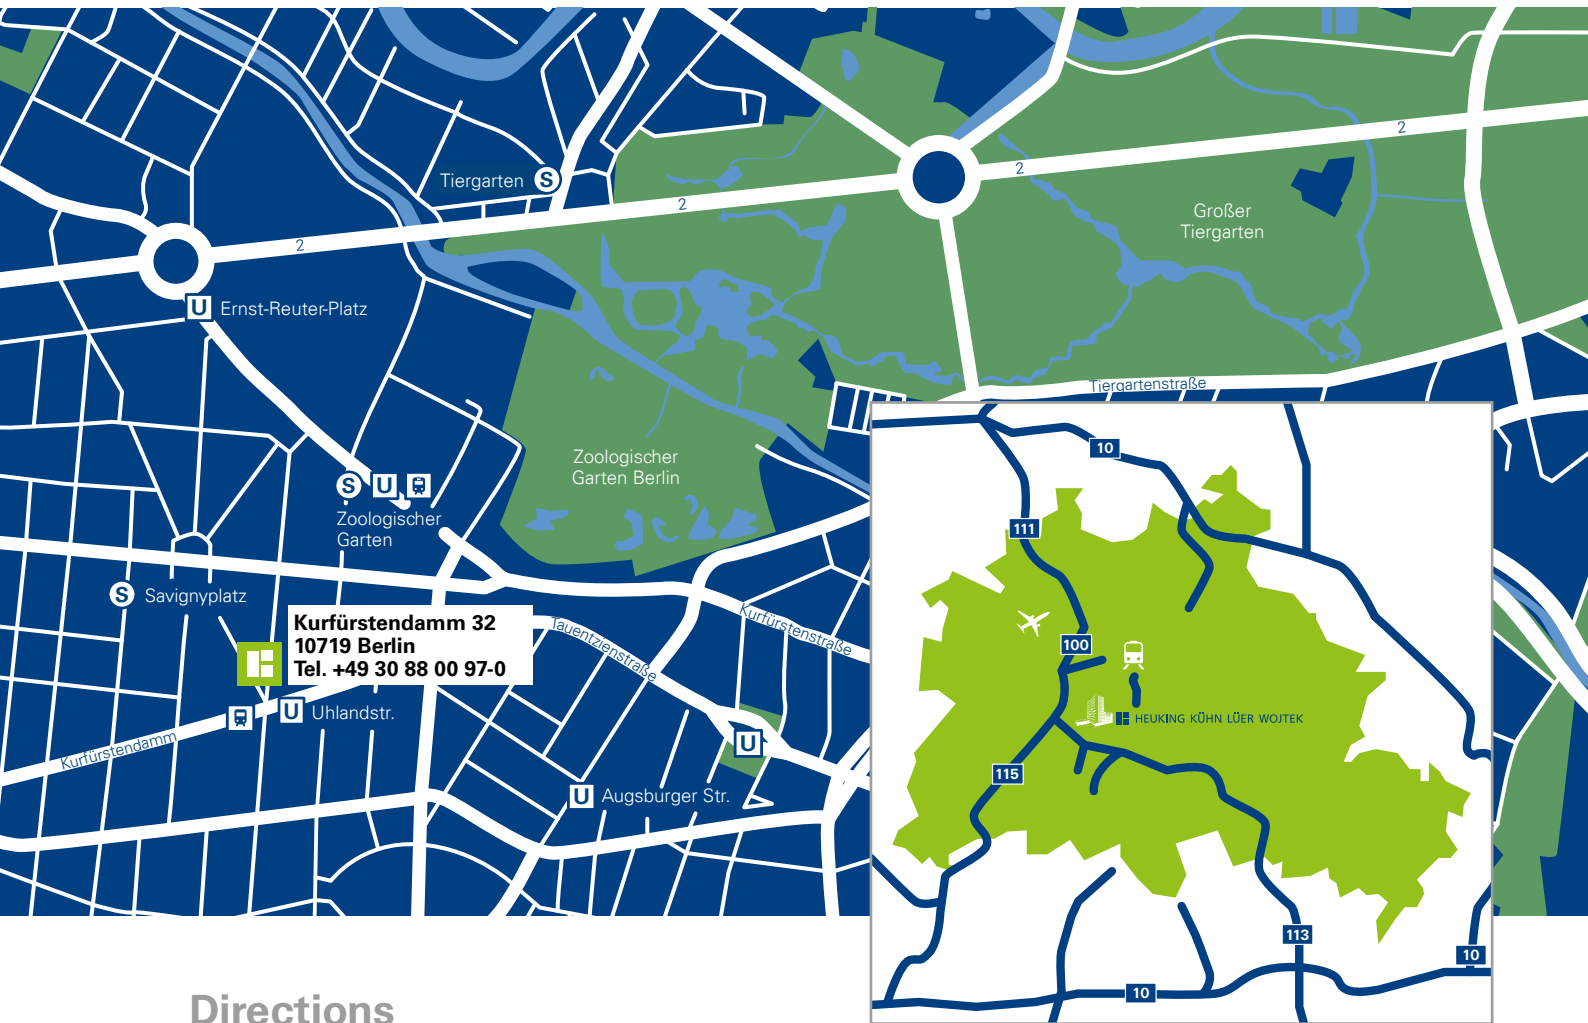 2
2
Tiergarten S
2
Großer
Tiergarten
2
U Ernst-Reuter-Platz
Tiergartenstraße
Zoologischer
Garten Berlin
S U
Zoologischer
Garten
S Savignyplatz
Kurfürstendamm 32
10719 Berlin
Tel. +49 30 88 00 97-0
Tauentzienstraße
Kurfürstenstraße
U Uhlandstr.
Kurfürstendamm
U
U Augsburger Str.
10
111
100
HEUKING KÜHN LÜER WOJTEK
115
113
10
10
Directions